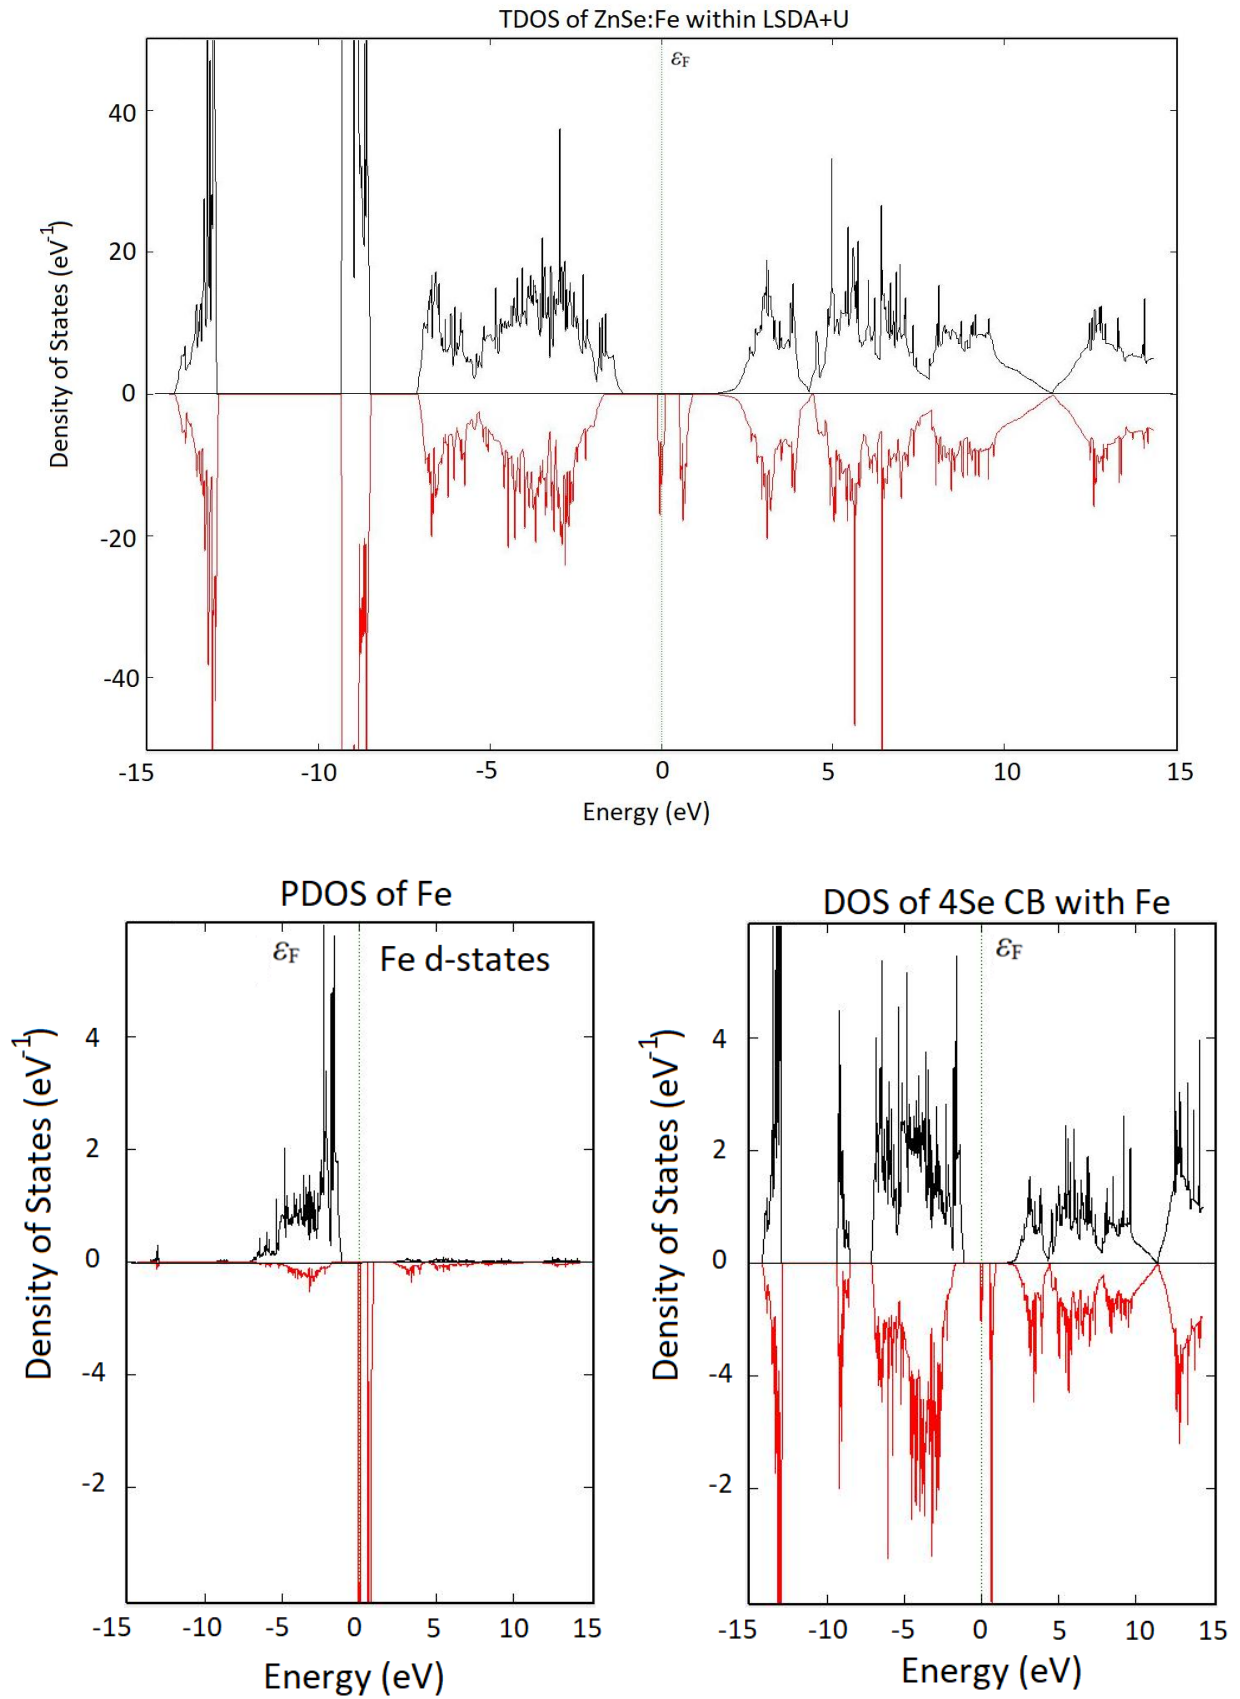 TDOS of ZnSe:Fe within LSDA+U
εF
40
20
0
-20
-40
Density of States (eV-1)
-15 -10 -5 0 5 10 15
Energy (eV)
PDOS of Fe
εF Fe d-states
4
2
0
-4
-2
Density of States (eV-1)
-15 -10 -5 0 5 10 15
Energy (eV)
DOS of 4Se CB with Fe
εF
4
2
0
-4
-2
Density of States (eV-1)
-15 -10 -5 0 5 10 15
Energy (eV)